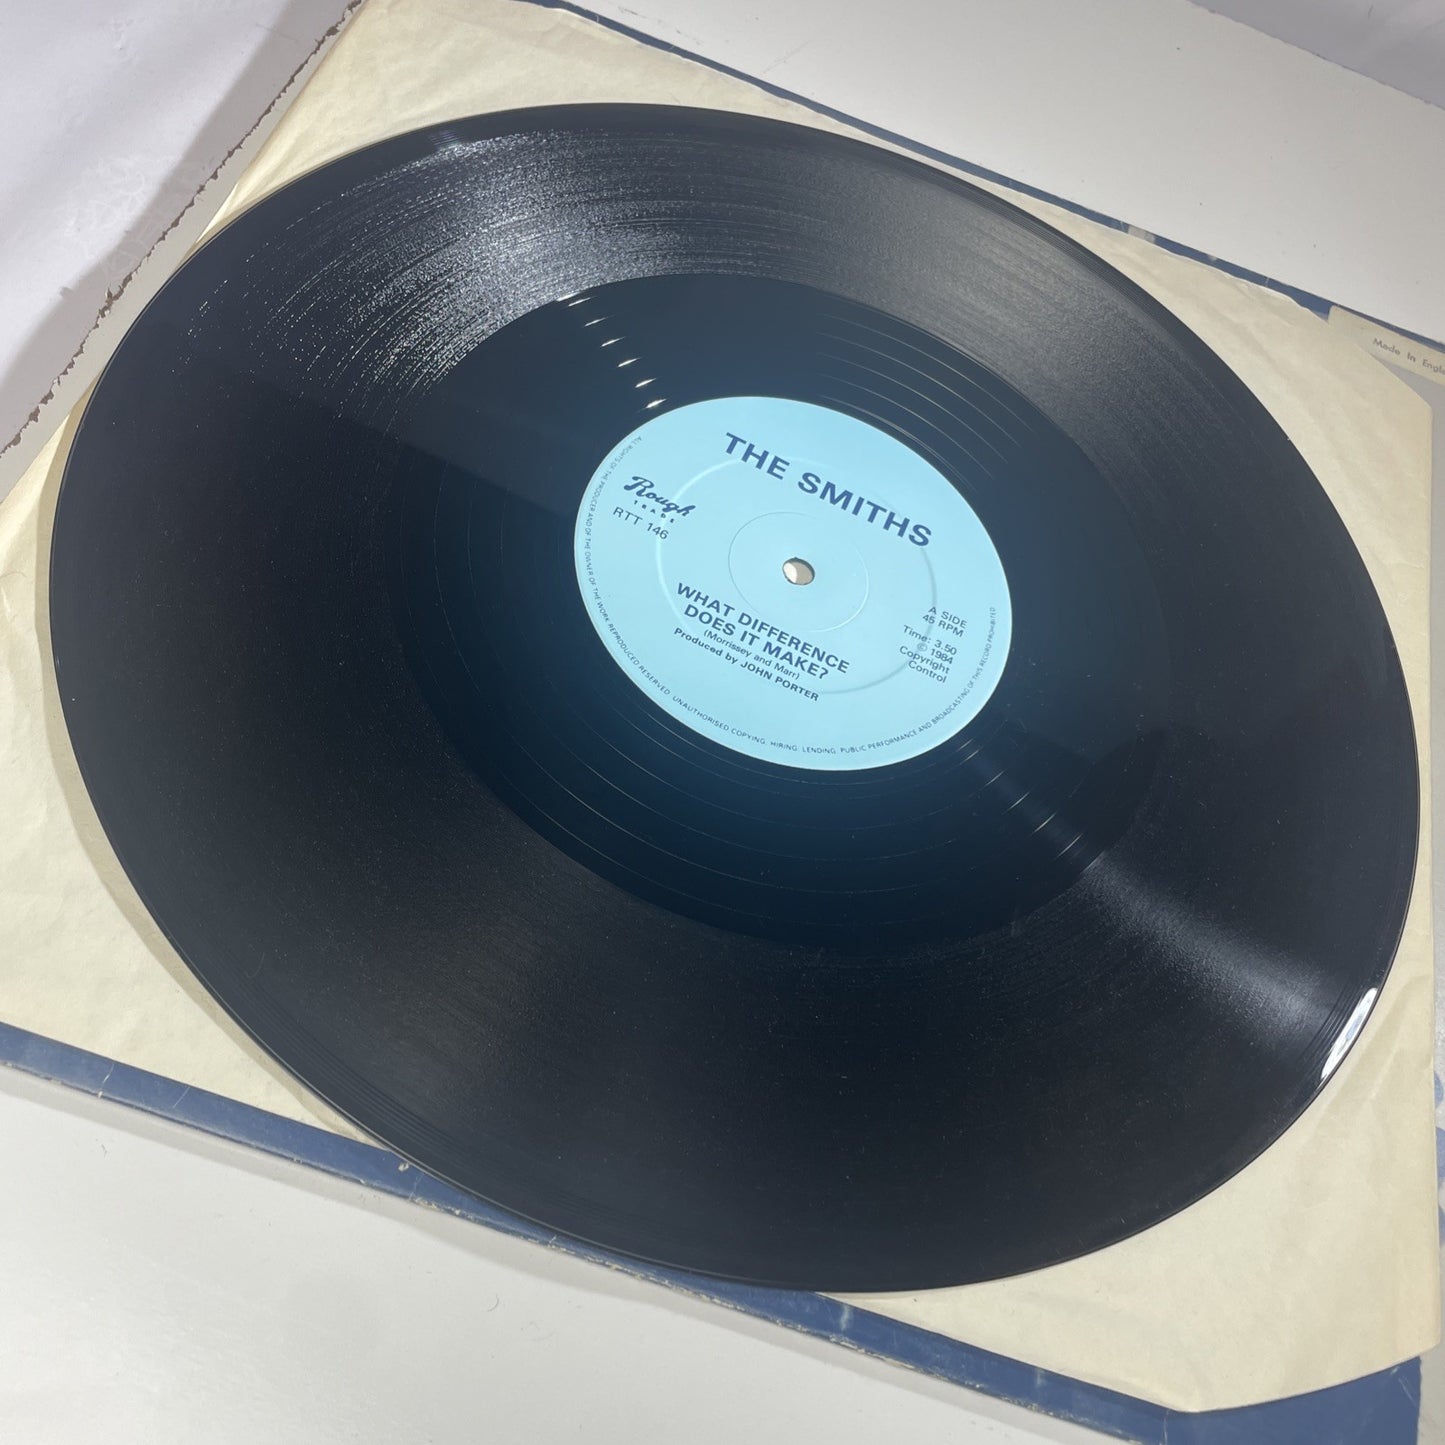 THE SMITHS
Rough
TRADE
RTT 146
A SIDE
45 RPM
Time: 3.50
© 1984
Copyright
Control
WHAT DIFFERENCE
DOES IT MAKE?
(Morrissey and Marr)
Produced by JOHN PORTER
ALL RIGHTS OF THE PRODUCER AND OF THE OWNER OF THE WORK REPRODUCED RESERVED. UNAUTHORISED COPYING, HIRING, LENDING, PUBLIC PERFORMANCE AND BROADCASTING OF THIS RECORD PROHIBITED
Made In